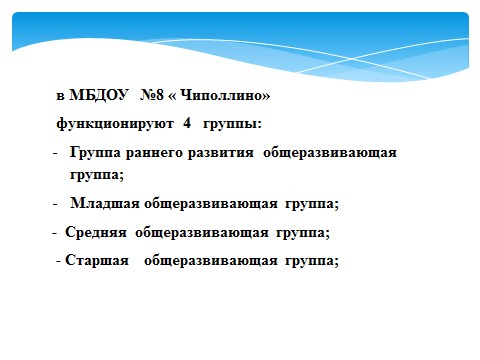 в МБДОУ №8 « Чиполлино»
функционируют 4 группы:
- Группа раннего развития общеразвивающая
группа;
- Младшая общеразвивающая группа;
- Средняя общеразвивающая группа;
- Старшая общеразвивающая группа;